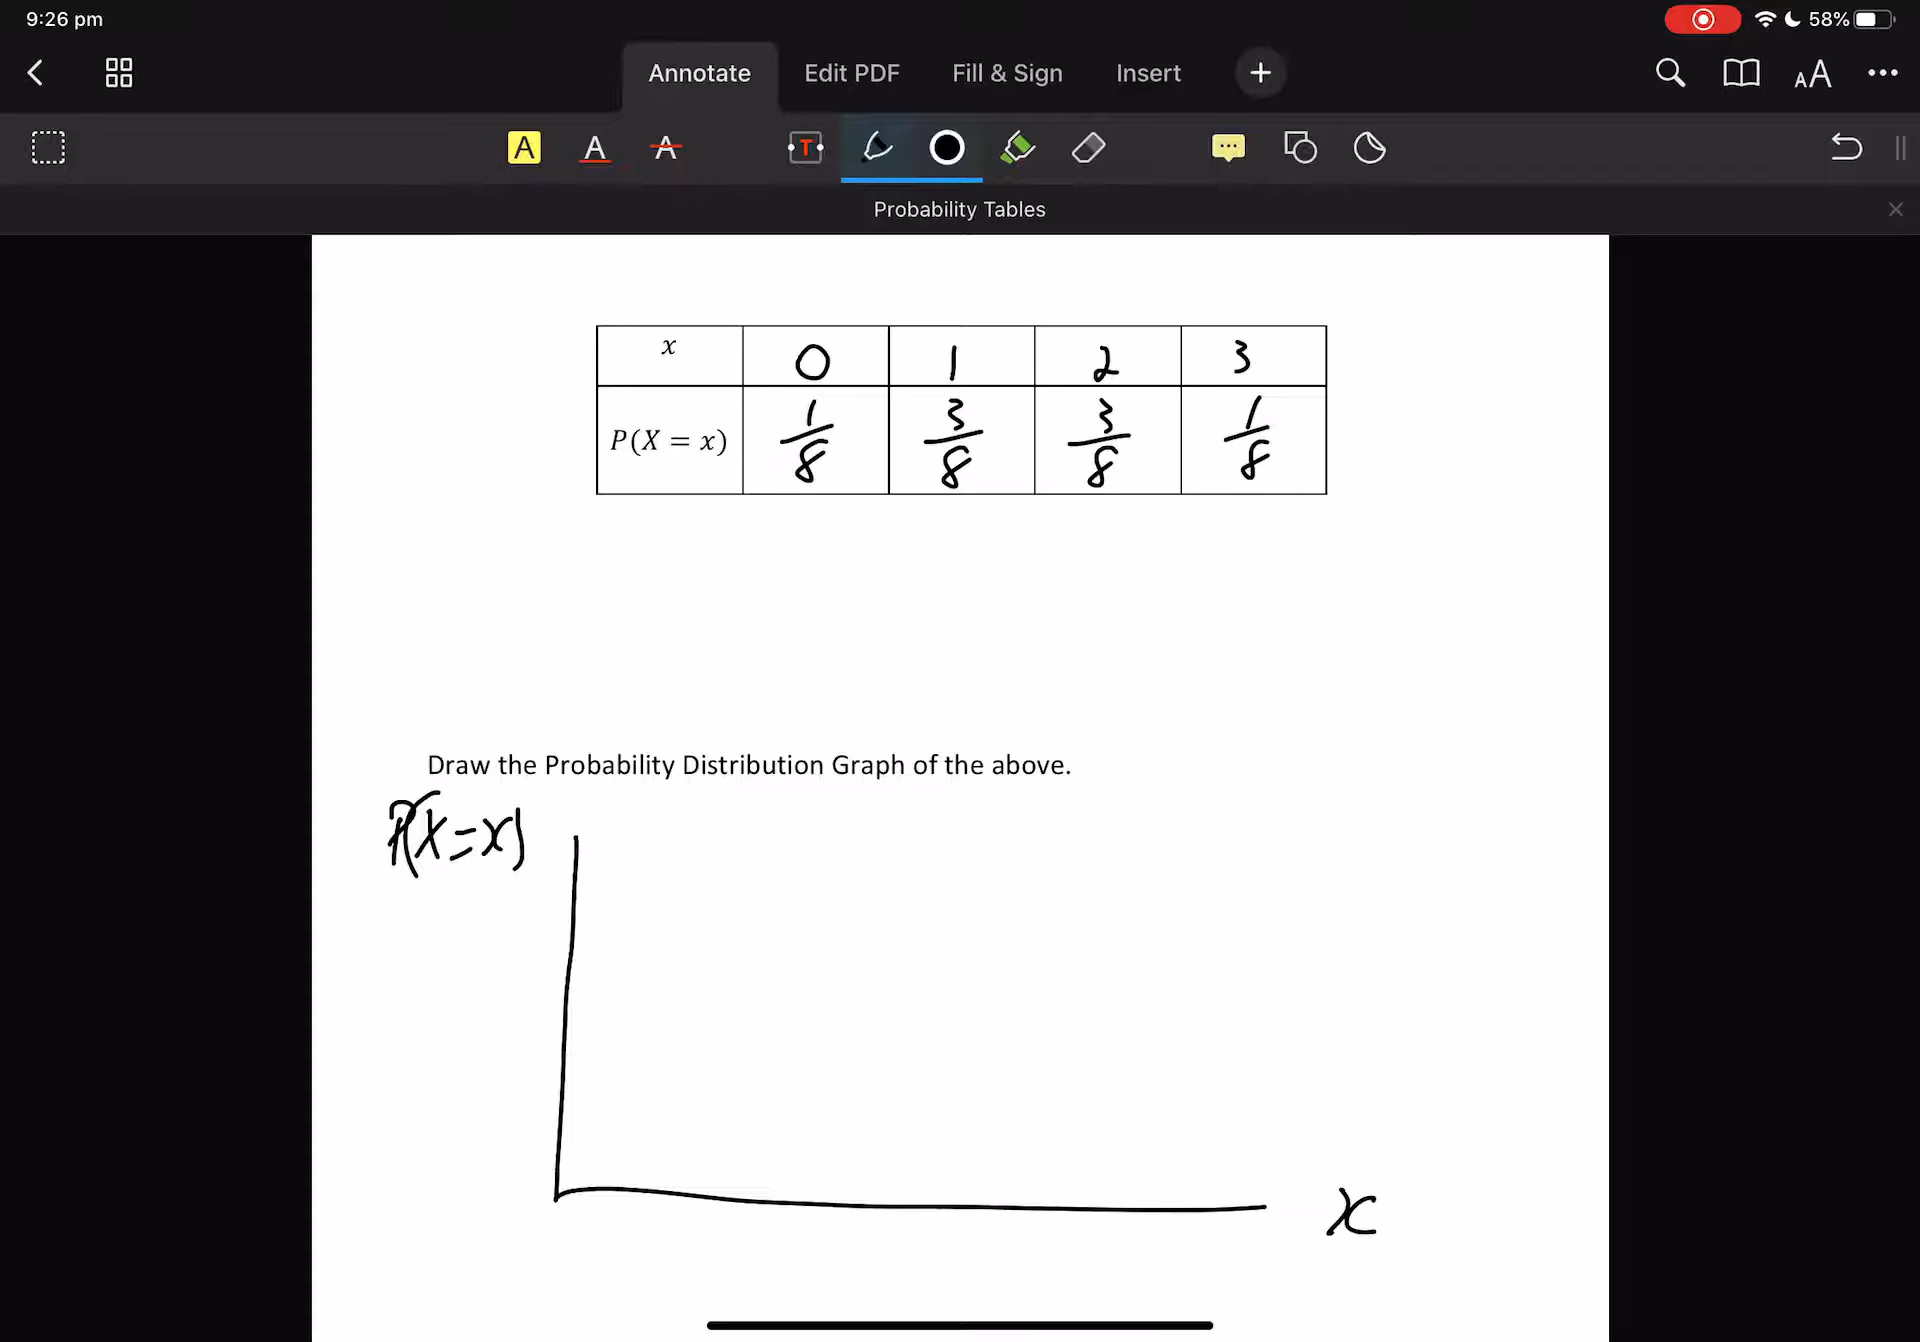 9:26 pm
58%
Annotate Edit PDF Fill & Sign Insert
AA
A A A T
Probability Tables
x 0 1 2 3
P(X = x) 1/8 3/8 3/8 1/8
Draw the Probability Distribution Graph of the above.
P(X=x)
x